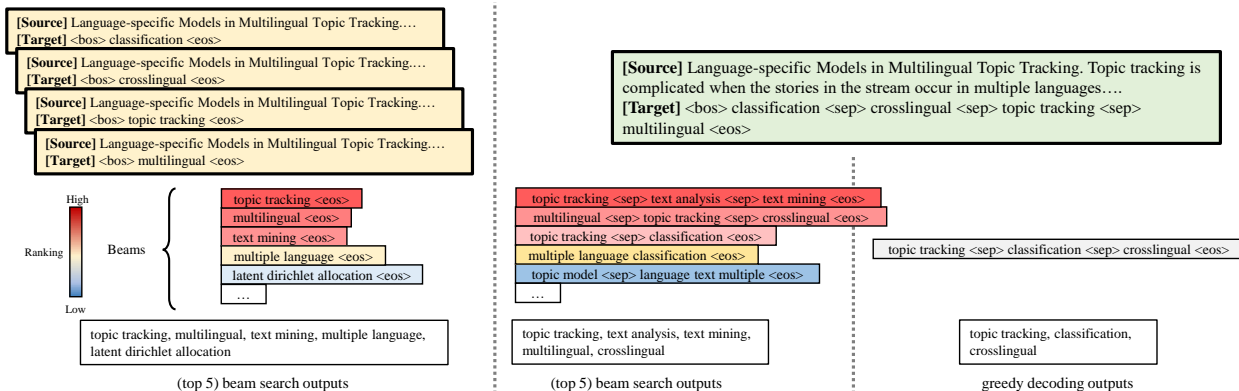 [Source] Language-specific Models in Multilingual Topic Tracking.…
[Target] <bos> classification <eos>
[Source] Language-specific Models in Multilingual Topic Tracking.…
[Target] <bos> crosslingual <eos>
[Source] Language-specific Models in Multilingual Topic Tracking.…
[Target] <bos> topic tracking <eos>
[Source] Language-specific Models in Multilingual Topic Tracking.…
[Target] <bos> multilingual <eos>
High
Ranking
Low
Beams
topic tracking <eos>
multilingual <eos>
text mining <eos>
multiple language <eos>
latent dirichlet allocation <eos>
…
topic tracking, multilingual, text mining, multiple language,
latent dirichlet allocation
(top 5) beam search outputs
[Source] Language-specific Models in Multilingual Topic Tracking. Topic tracking is
complicated when the stories in the stream occur in multiple languages….
[Target] <bos> classification <sep> crosslingual <sep> topic tracking <sep>
multilingual <eos>
topic tracking <sep> text analysis <sep> text mining <eos>
multilingual <sep> topic tracking <sep> crosslingual <eos>
topic tracking <sep> classification <eos>
multiple language classification <eos>
topic model <sep> language text multiple <eos>
…
topic tracking, text analysis, text mining,
multilingual, crosslingual
(top 5) beam search outputs
topic tracking <sep> classification <sep> crosslingual <eos>
topic tracking, classification,
crosslingual
greedy decoding outputs